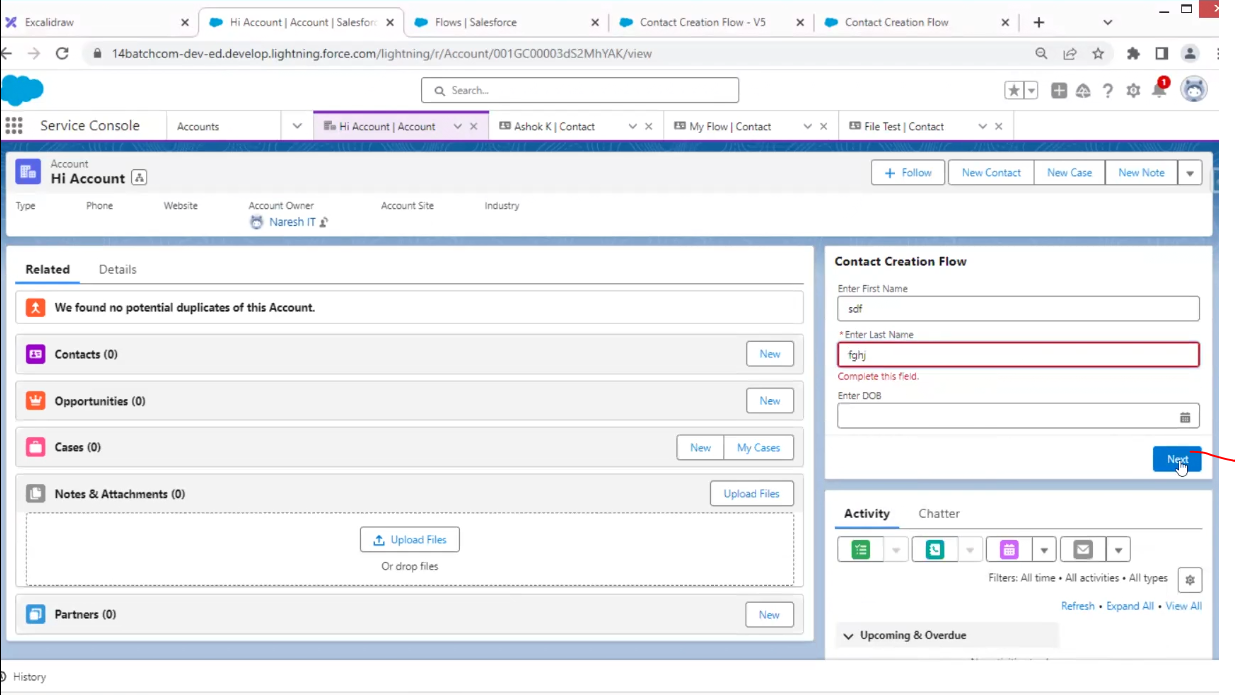 Excalidraw
Hi Account | Account | Salesforc
Flows | Salesforce
Contact Creation Flow - V5
Contact Creation Flow
14batchcom-dev-ed.develop.lightning.force.com/lightning/r/Account/001GC00003dS2MhYAK/view
Search...
1
Service Console
Accounts
Hi Account | Account
Ashok K | Contact
My Flow | Contact
File Test | Contact
Account
Hi Account
+ Follow
New Contact
New Case
New Note
Type
Phone
Website
Account Owner
Account Site
Industry
Naresh IT
Related
Details
We found no potential duplicates of this Account.
Contacts (0)
New
Opportunities (0)
New
Cases (0)
New
My Cases
Notes & Attachments (0)
Upload Files
Upload Files
Or drop files
Partners (0)
New
Contact Creation Flow
Enter First Name
sdf
*Enter Last Name
fghj
Complete this field.
Enter DOB
Next
Activity
Chatter
Filters: All time • All activities • All types
Refresh • Expand All • View All
Upcoming & Overdue
History